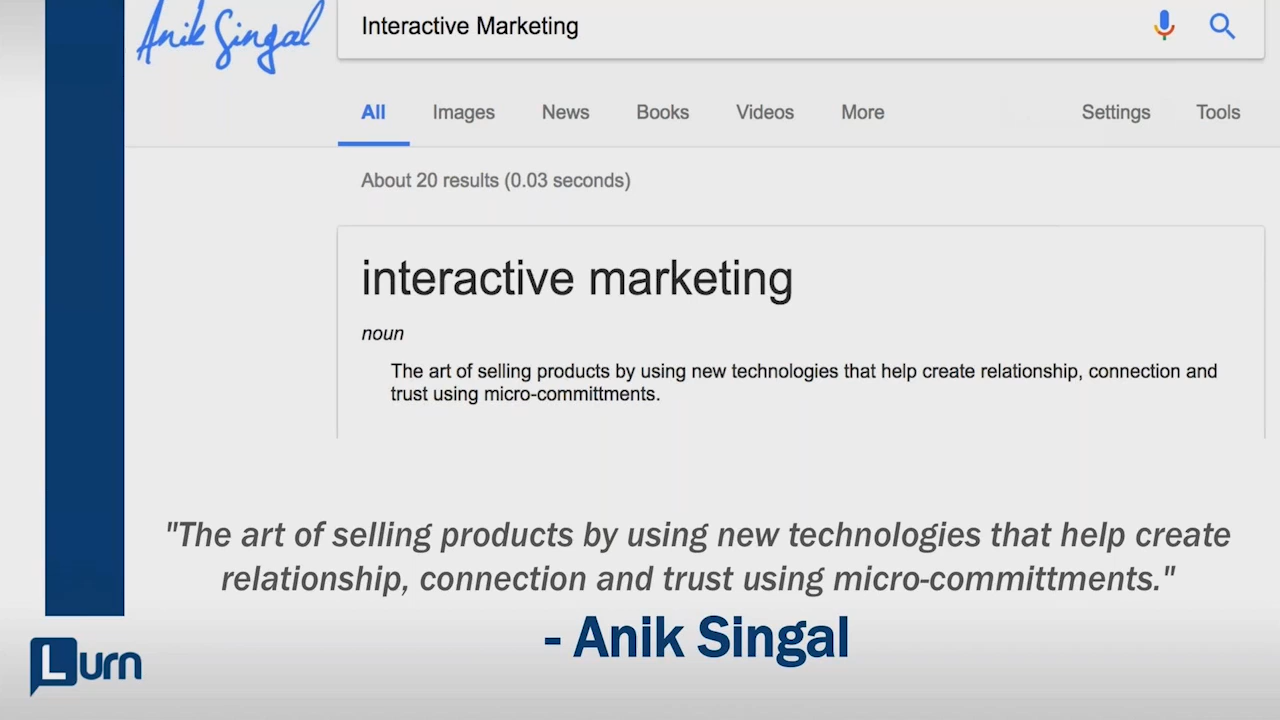 Anik Singal
Interactive Marketing
All Images News Books Videos More Settings Tools
About 20 results (0.03 seconds)
interactive marketing
noun
The art of selling products by using new technologies that help create relationship, connection and
trust using micro-committments.
"The art of selling products by using new technologies that help create
relationship, connection and trust using micro-committments."
- Anik Singal
Lurn